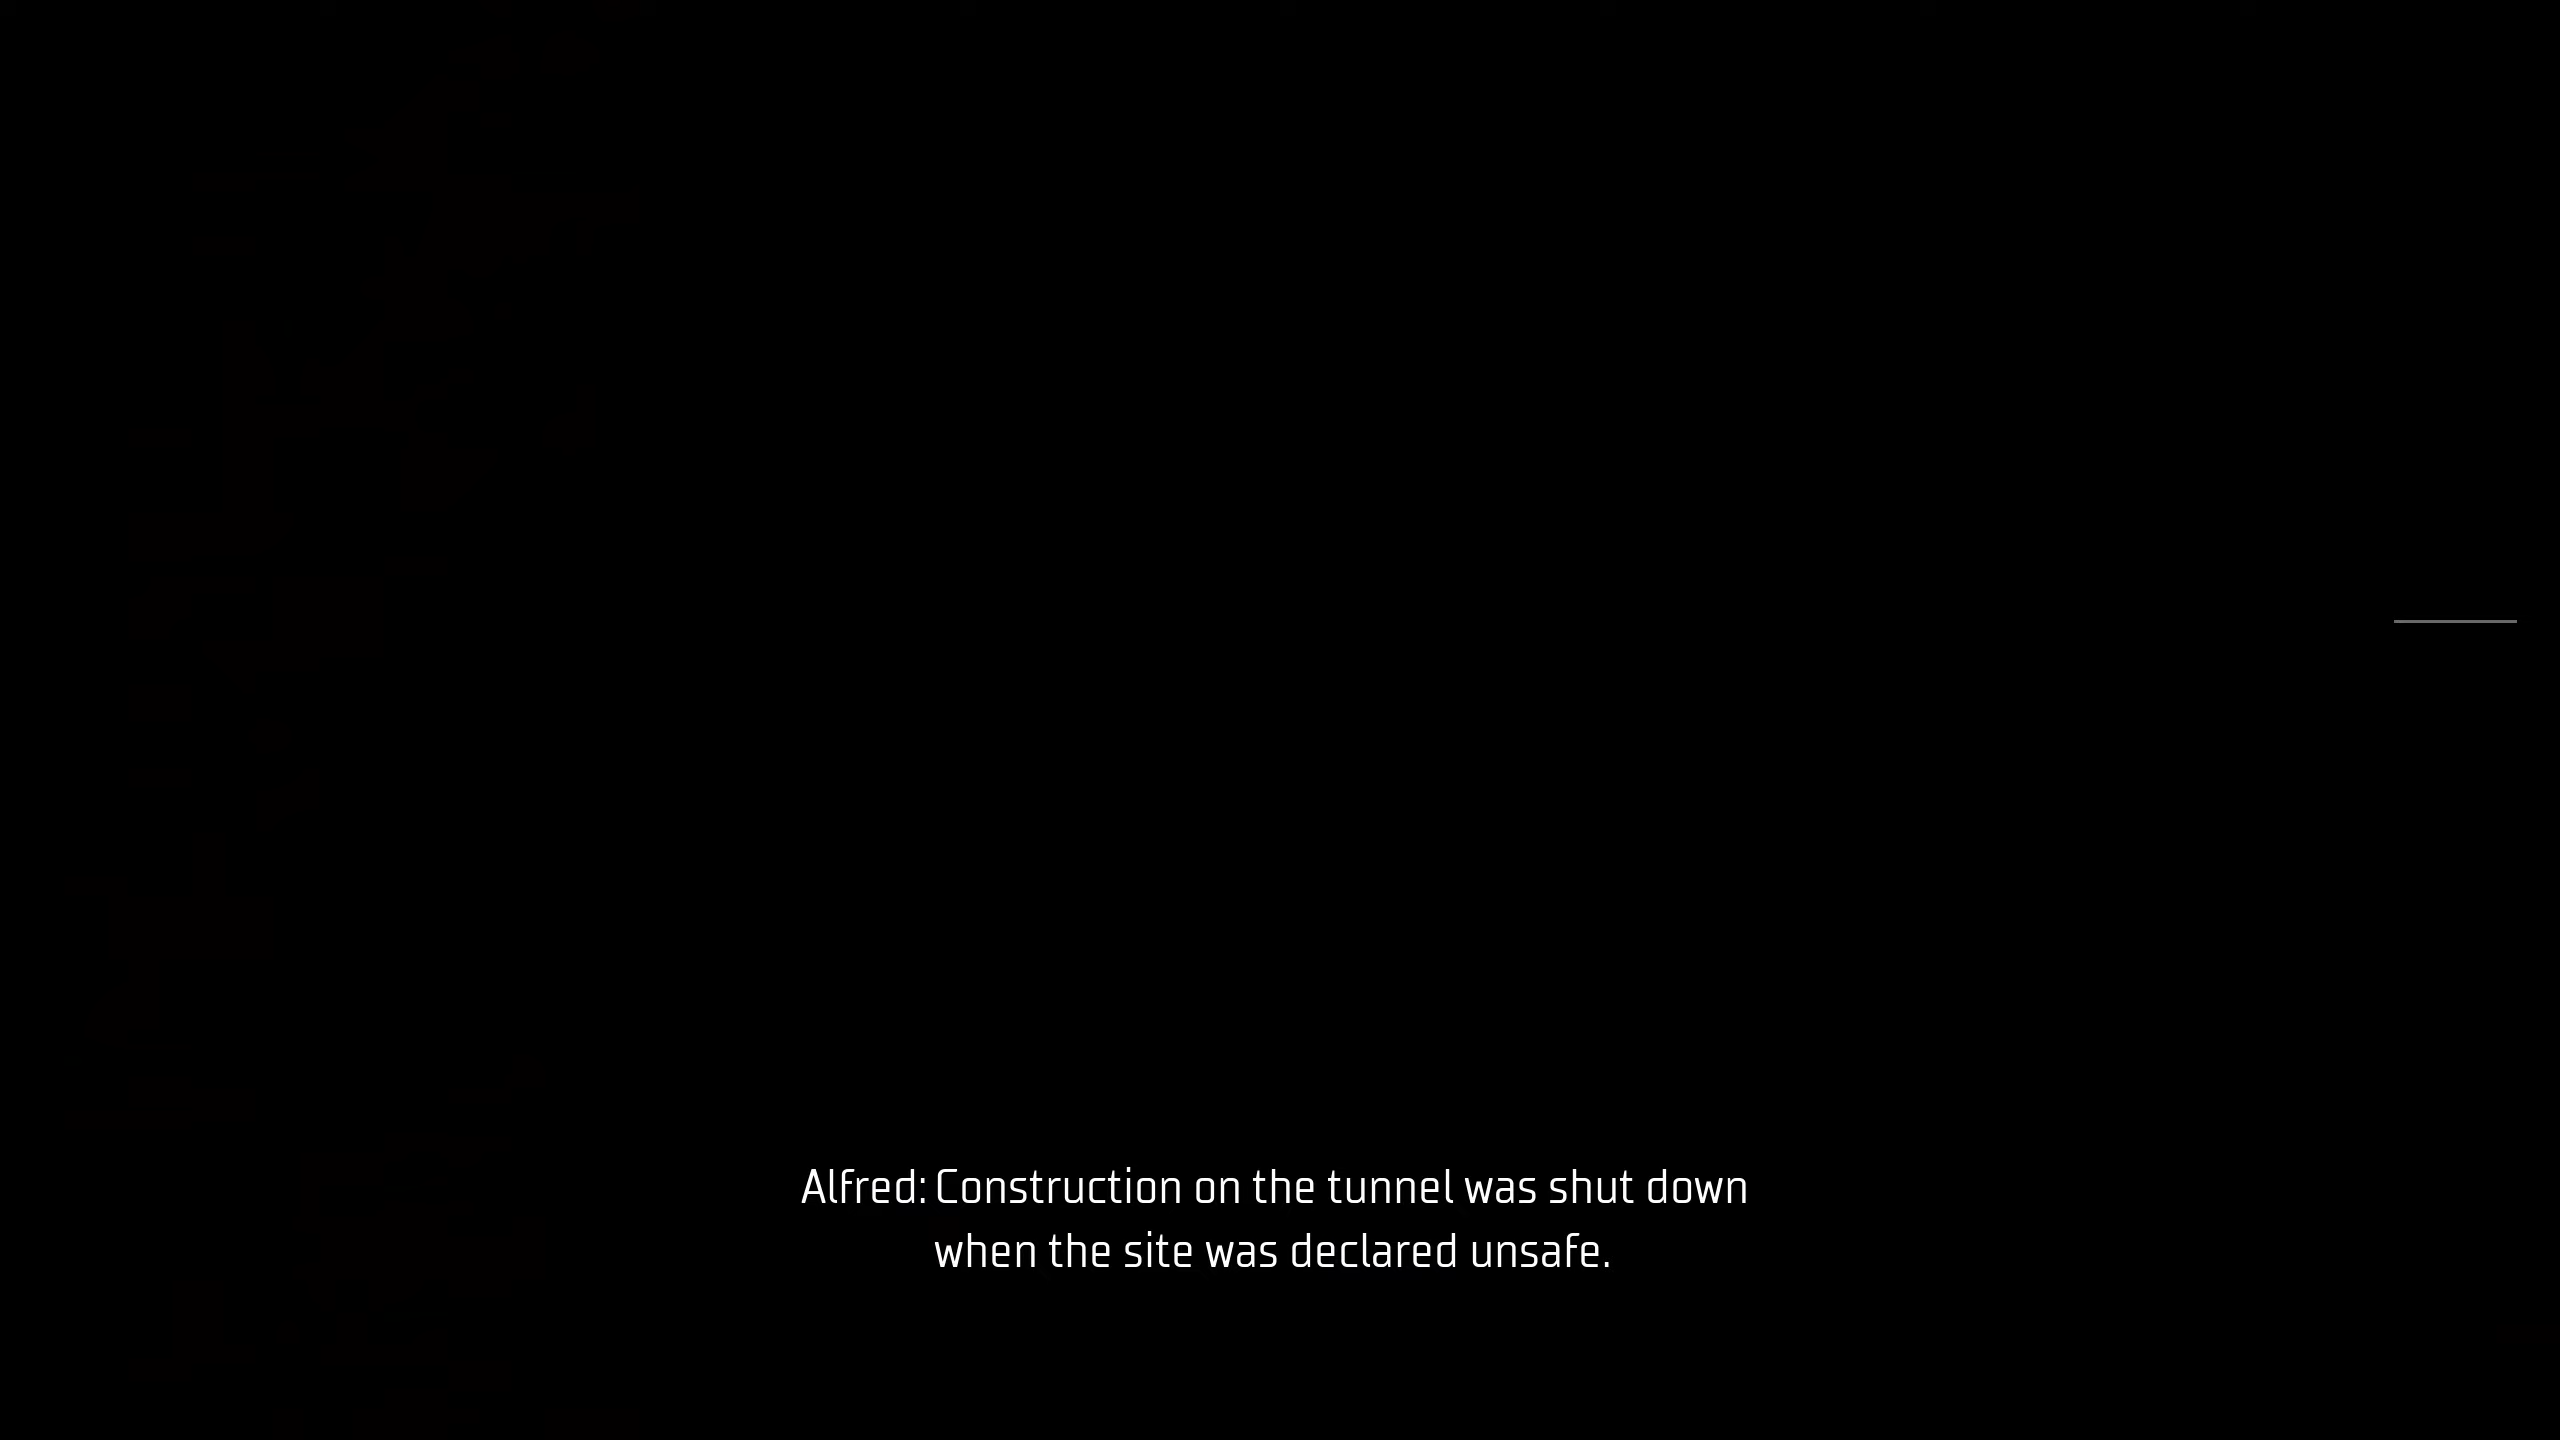 Alfred: Construction on the tunnel was shut down
when the site was declared unsafe.